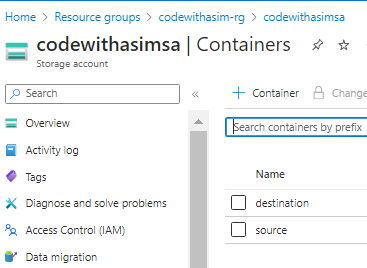 Home > Resource groups > codewithasim-rg > codewithasimsa
codewithasimsa | Containers
Storage account
Search
+ Container
Change
Search containers by prefix
Overview
Activity log
Tags
Diagnose and solve problems
Access Control (IAM)
Data migration
Name
destination
source